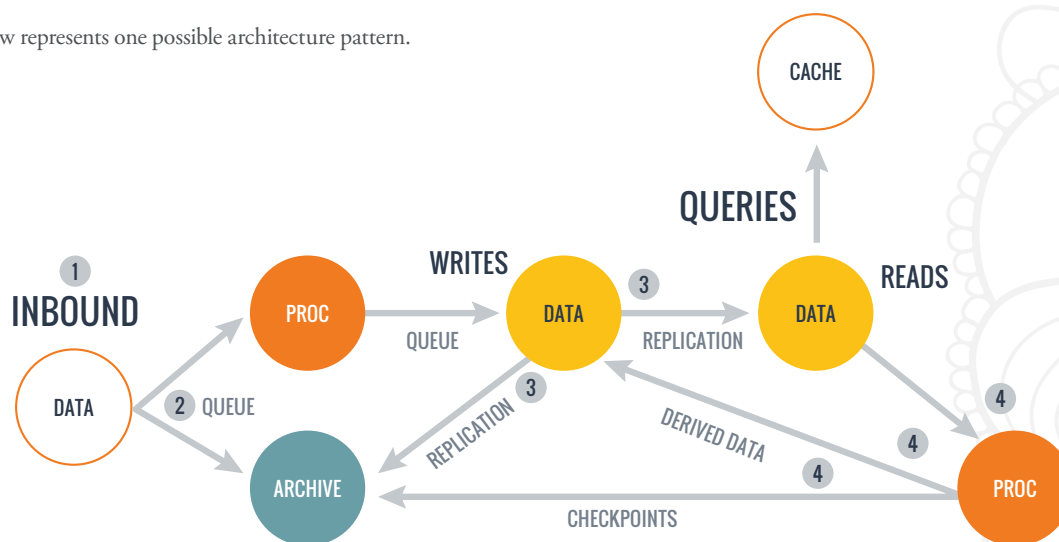 w represents one possible architecture pattern.
CACHE
QUERIES
1
INBOUND
WRITES
READS
3
PROC
QUEUE
DATA
REPLICATION
DATA
DATA
2 QUEUE
3
REPLICATION
DERIVED DATA
4
4
4
ARCHIVE
CHECKPOINTS
PROC